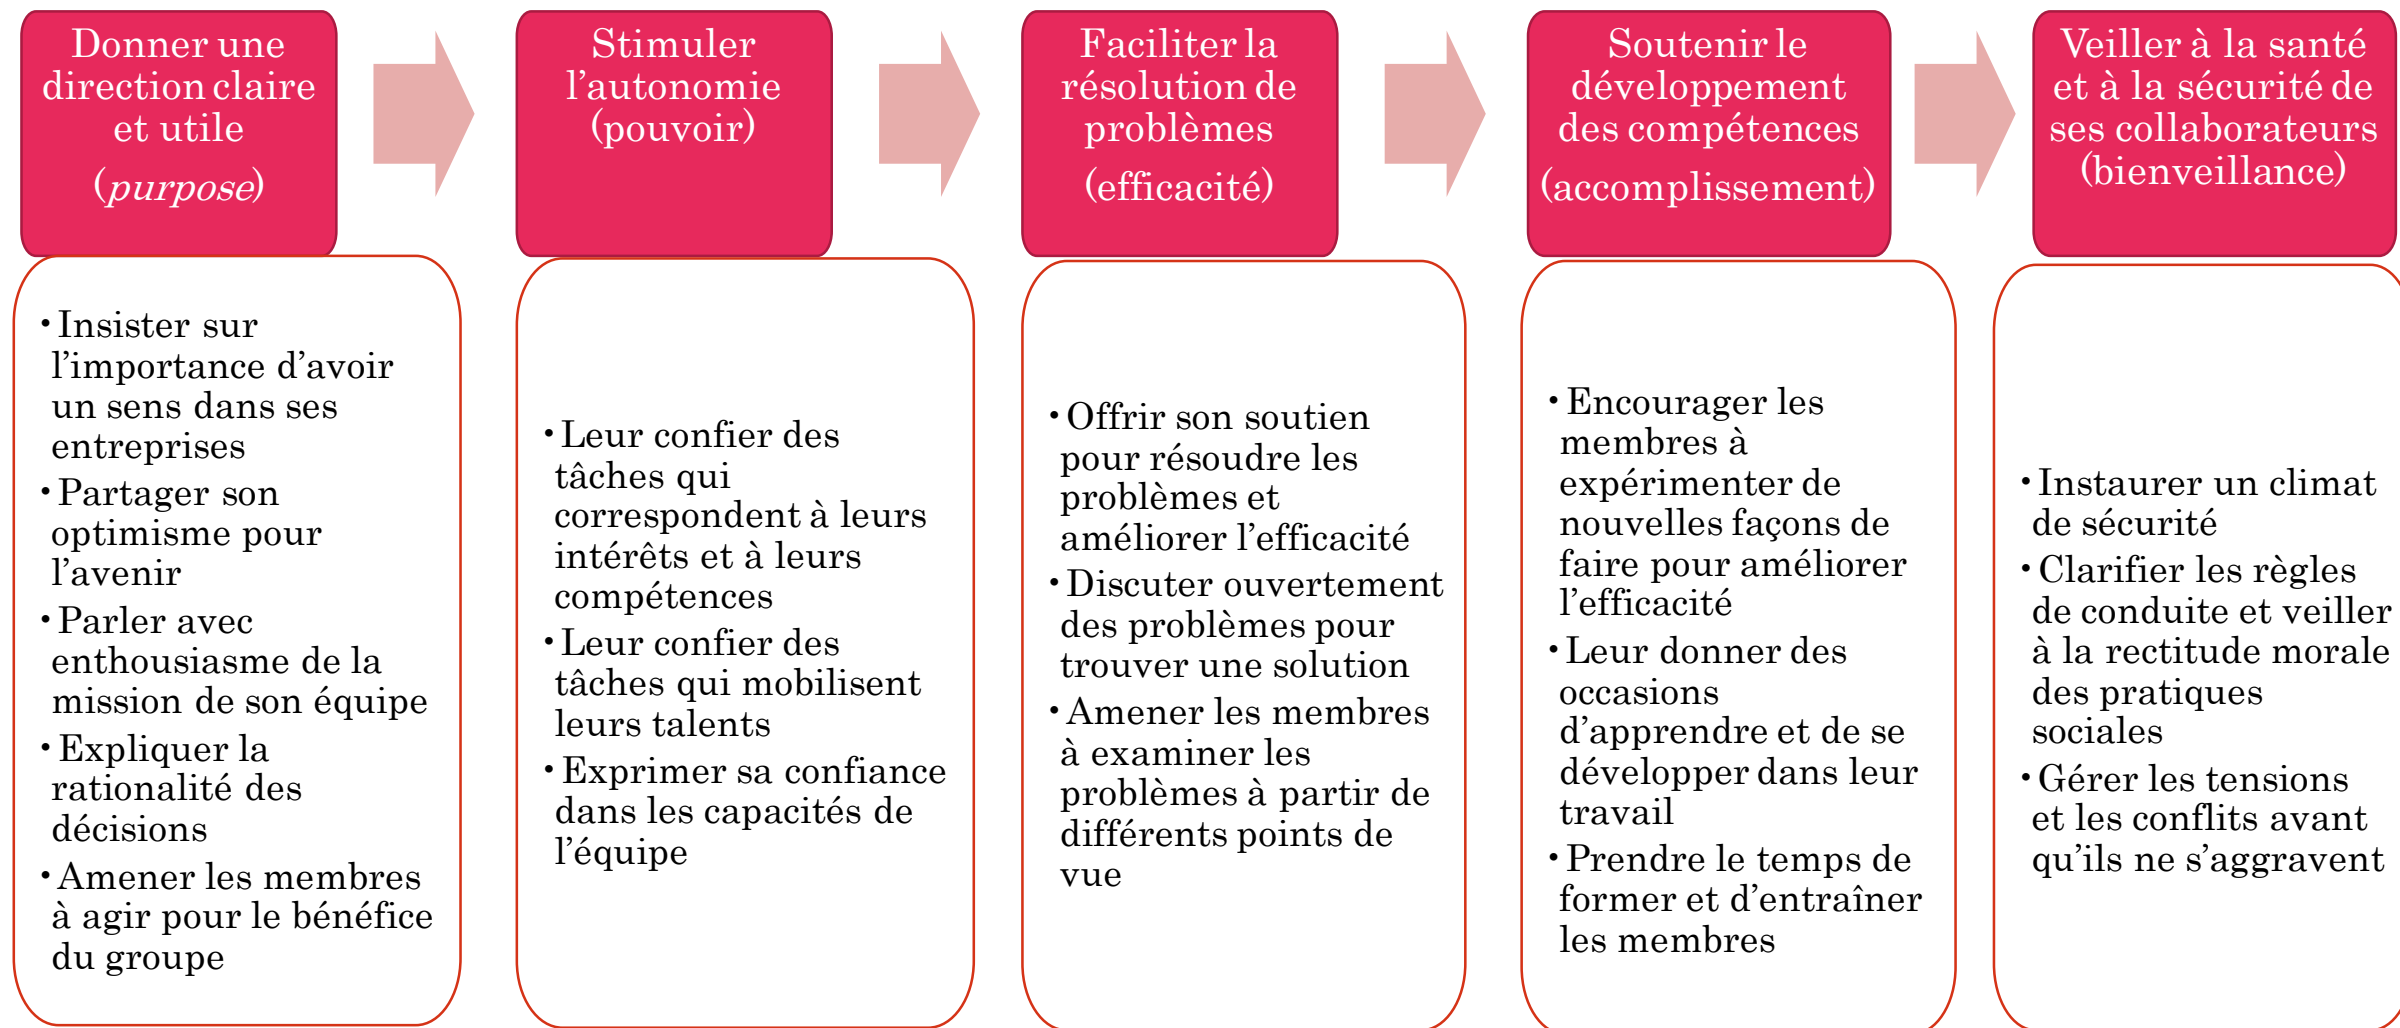 Donner une
direction claire
et utile
(purpose)
• Insister sur
l’importance d’avoir
un sens dans ses
entreprises
• Partager son
optimisme pour
l’avenir
• Parler avec
enthousiasme de la
mission de son équipe
• Expliquer la
rationalité des
décisions
• Amener les membres
à agir pour le bénéfice
du groupe
Stimuler
l’autonomie
(pouvoir)
• Leur confier des
tâches qui
correspondent à leurs
intérêts et à leurs
compétences
• Leur confier des
tâches qui mobilisent
leurs talents
• Exprimer sa confiance
dans les capacités de
l’équipe
Faciliter la
résolution de
problèmes
(efficacité)
• Offrir son soutien
pour résoudre les
problèmes et
améliorer l’efficacité
• Discuter ouvertement
des problèmes pour
trouver une solution
• Amener les membres
à examiner les
problèmes à partir de
différents points de
vue
Soutenir le
développement
des compétences
(accomplissement)
• Encourager les
membres à
expérimenter de
nouvelles façons de
faire pour améliorer
l’efficacité
• Leur donner des
occasions
d’apprendre et de se
développer dans leur
travail
• Prendre le temps de
former et d’entraîner
les membres
Veiller à la santé
et à la sécurité de
ses collaborateurs
(bienveillance)
• Instaurer un climat
de sécurité
• Clarifier les règles
de conduite et veiller
à la rectitude morale
des pratiques
sociales
• Gérer les tensions
et les conflits avant
qu’ils ne s’aggravent